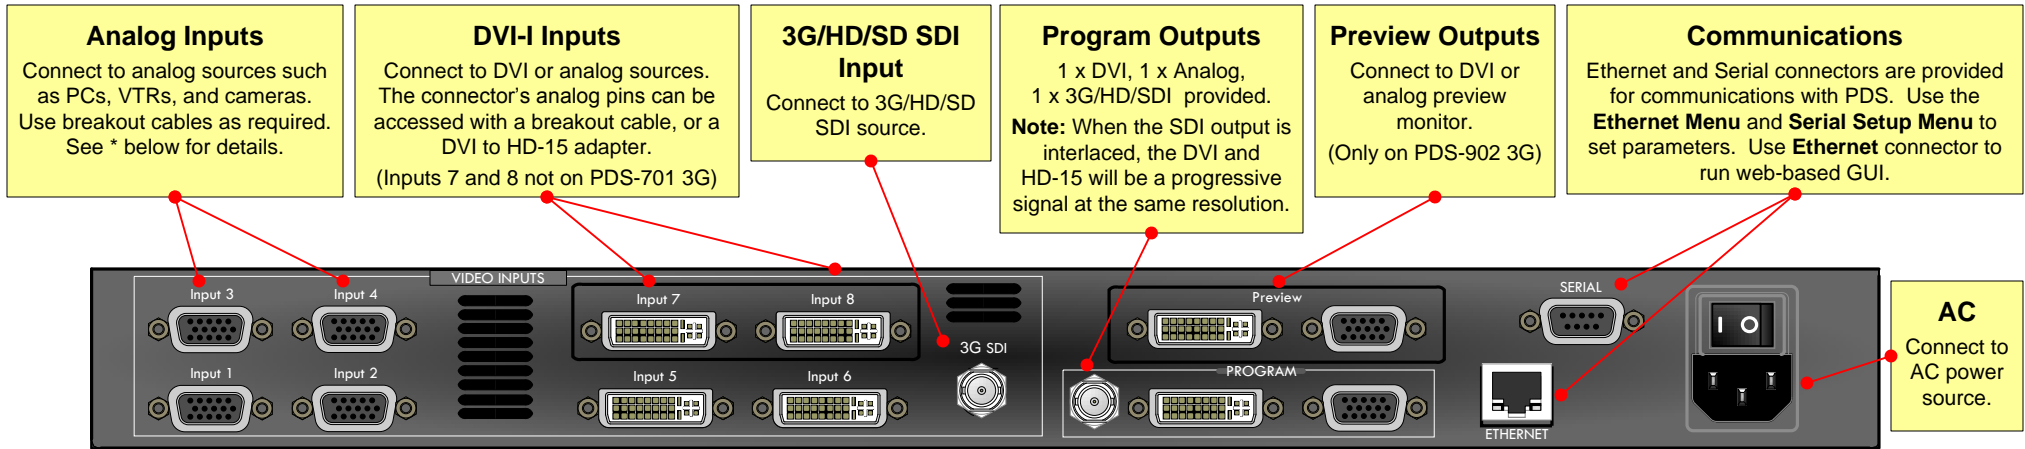 Analog Inputs
Connect to analog sources such
as PCs, VTRs, and cameras.
Use breakout cables as required.
See * below for details.
DVI-I Inputs
Connect to DVI or analog sources.
The connector's analog pins can be
accessed with a breakout cable, or a
DVI to HD-15 adapter.
(Inputs 7 and 8 not on PDS-701 3G)
3G/HD/SD SDI
Input
Connect to 3G/HD/SD
SDI source.
Program Outputs
1 x DVI, 1 x Analog,
1 x 3G/HD/SDI provided.
Note: When the SDI output is
interlaced, the DVI and
HD-15 will be a progressive
signal at the same resolution.
Preview Outputs
Connect to DVI or
analog preview
monitor.
(Only on PDS-902 3G)
Communications
Ethernet and Serial connectors are provided
for communications with PDS. Use the
Ethernet Menu and Serial Setup Menu to
set parameters. Use Ethernet connector to
run web-based GUI.
VIDEO INPUTS
Input 3
Input 4
Input 7
Input 8
3G SDI
Input 1
Input 2
Input 5
Input 6
Preview
PROGRAM
SERIAL
ETHERNET
AC
Connect to
AC power
source.